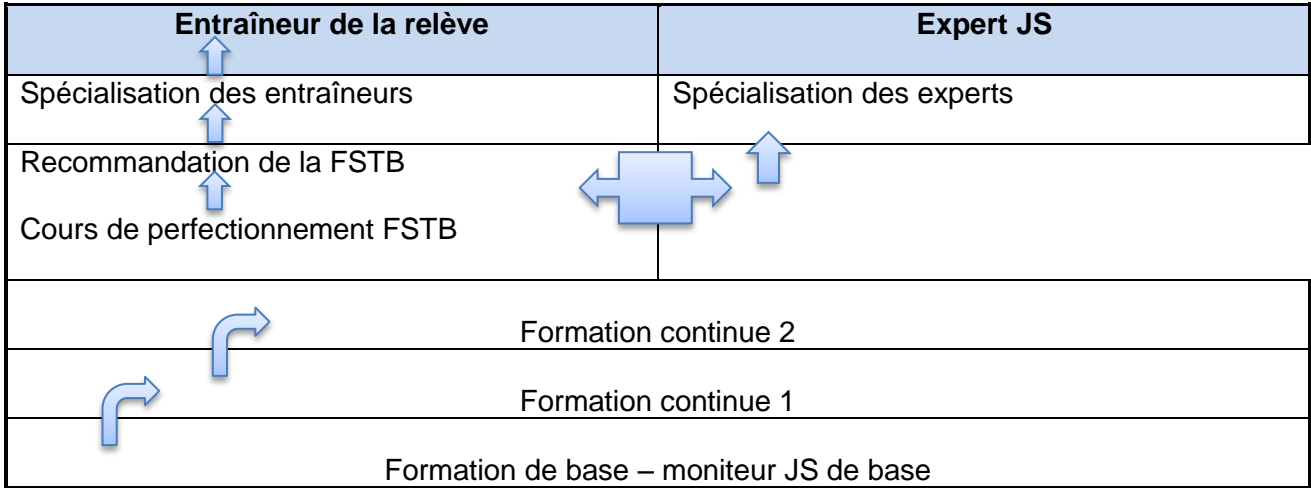 Entraîneur de la relève
Expert JS
Spécialisation des entraîneurs
Spécialisation des experts
Recommandation de la FSTB
Cours de perfectionnement FSTB
Formation continue 2
Formation continue 1
Formation de base – moniteur JS de base